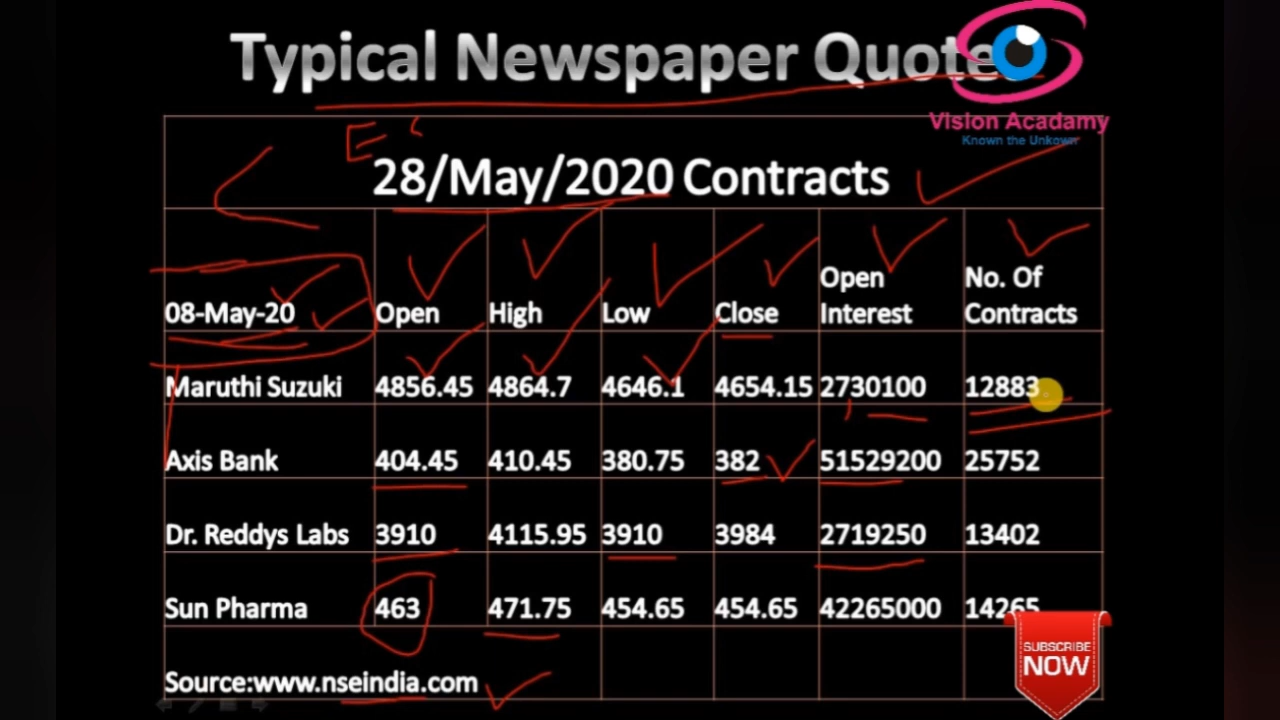 Typical Newspaper Quote
Vision Acadamy
Known the Unkown
28/May/2020 Contracts
08-May-20 Open High Low Close Open Interest No. Of Contracts
Maruthi Suzuki 4856.45 4864.7 4646.1 4654.15 2730100 12883
Axis Bank 404.45 410.45 380.75 382 51529200 25752
Dr. Reddys Labs 3910 4115.95 3910 3984 2719250 13402
Sun Pharma 463 471.75 454.65 454.65 42265000 14265
Source:www.nseindia.com
SUBSCRIBE
NOW